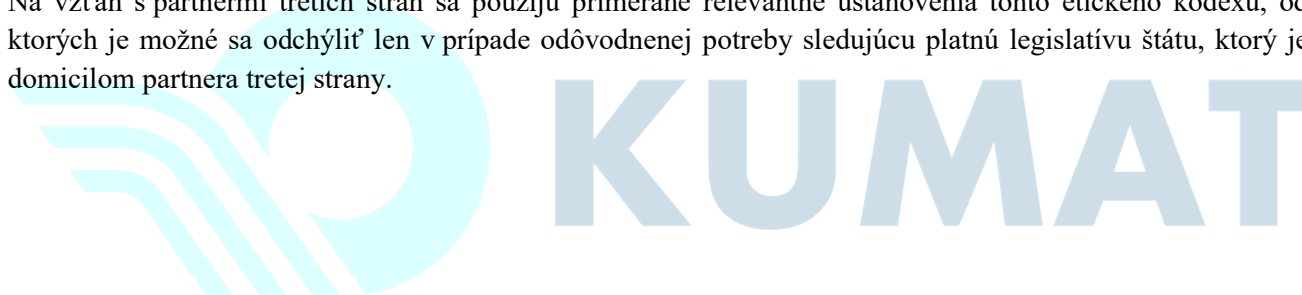 Na vzťah s partnermi tretích strán sa použijú primerane relevantné ustanovenia tohto etického kódexu, od
ktorých je možné sa odchýliť len v prípade odôvodnenej potreby sledujúcu platnú legislatívu štátu, ktorý je
domicilom partnera tretej strany.
KUMAT